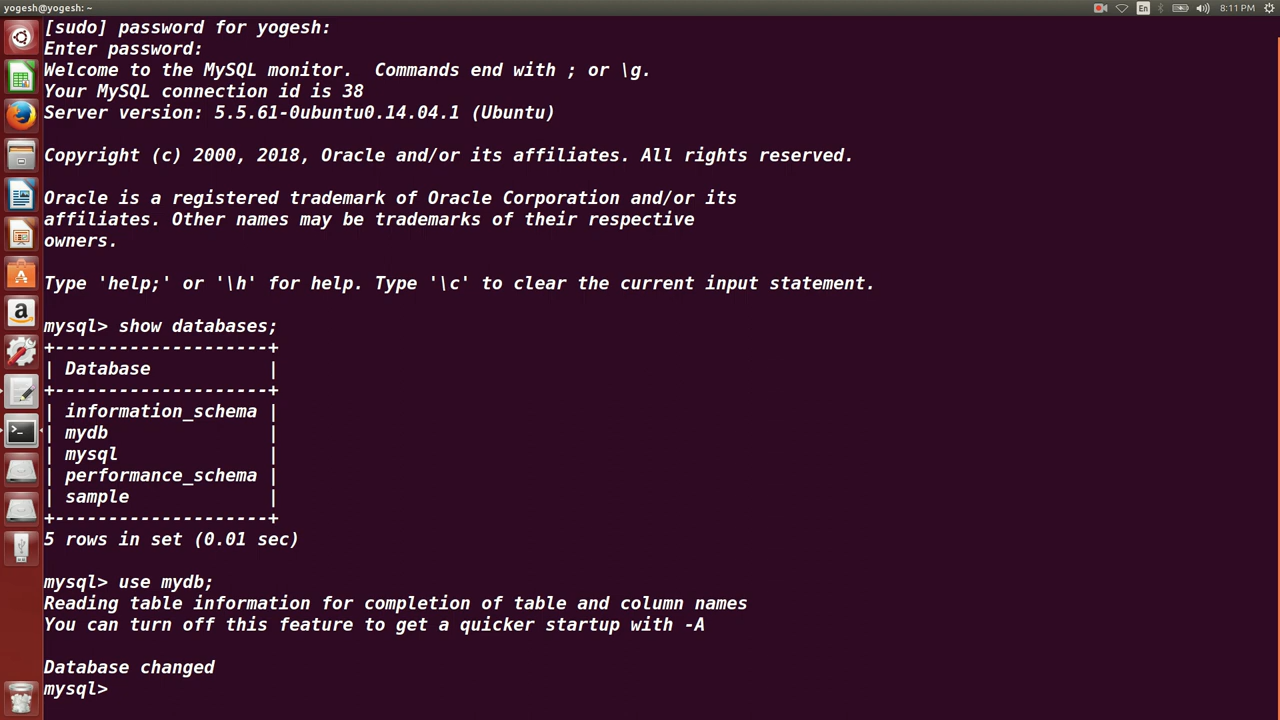 yogesh@yogesh: ~
En
8:11 PM
[sudo] password for yogesh:
Enter password:
Welcome to the MySQL monitor.  Commands end with ; or \g.
Your MySQL connection id is 38
Server version: 5.5.61-0ubuntu0.14.04.1 (Ubuntu)

Copyright (c) 2000, 2018, Oracle and/or its affiliates. All rights reserved.

Oracle is a registered trademark of Oracle Corporation and/or its
affiliates. Other names may be trademarks of their respective
owners.

Type 'help;' or '\h' for help. Type '\c' to clear the current input statement.

mysql> show databases;
+--------------------+
| Database           |
+--------------------+
| information_schema |
| mydb               |
| mysql              |
| performance_schema |
| sample             |
+--------------------+
5 rows in set (0.01 sec)

mysql> use mydb;
Reading table information for completion of table and column names
You can turn off this feature to get a quicker startup with -A

Database changed
mysql>